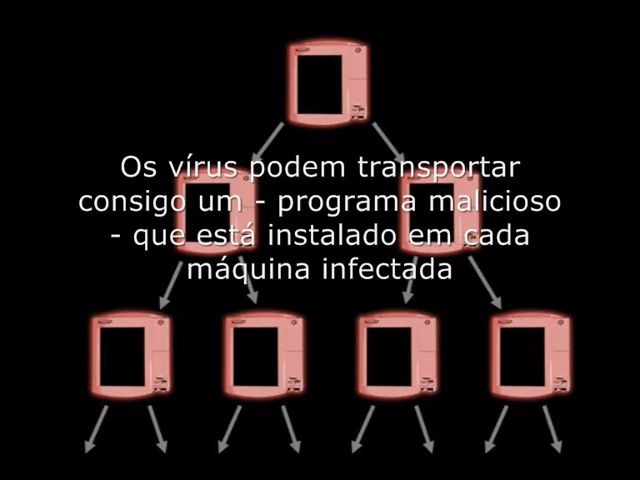 Os vírus podem transportar
consigo um - programa malicioso
- que está instalado em cada
máquina infectada